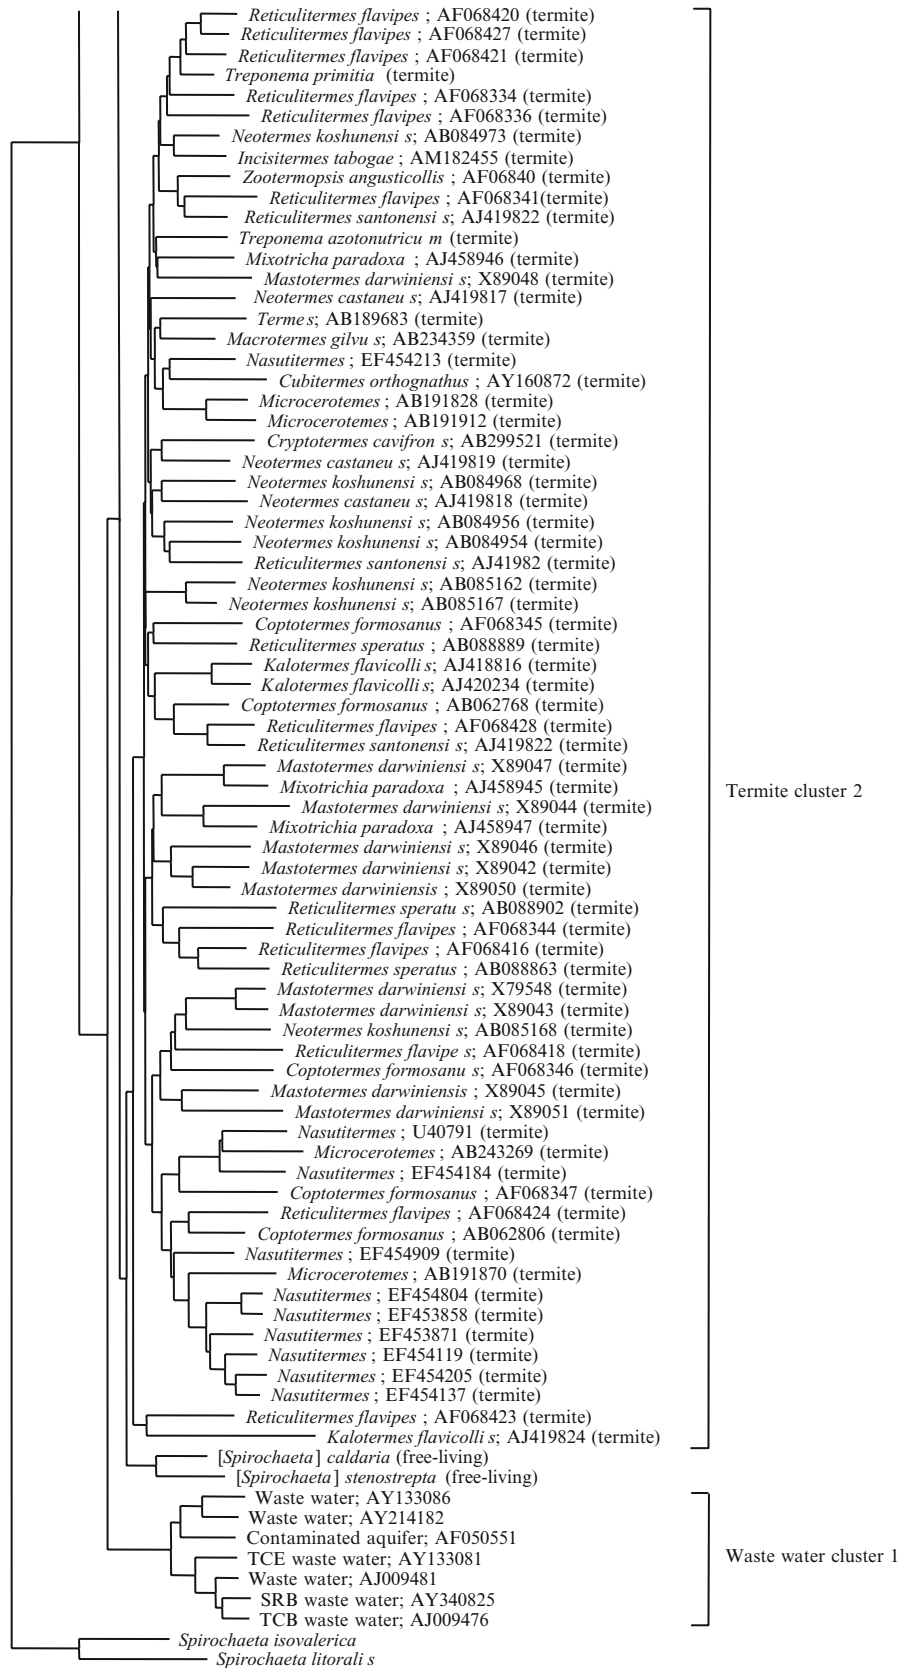 Reticulitermes flavipes ; AF068420 (termite)
Reticulitermes flavipes ; AF068427 (termite)
Reticulitermes flavipes ; AF068421 (termite)
Treponema primitia (termite)
Reticulitermes flavipes ; AF068334 (termite)
Reticulitermes flavipes ; AF068336 (termite)
Neotermes koshunensi s; AB084973 (termite)
Incisitermes tabogae ; AM182455 (termite)
Zootermopsis angusticollis ; AF06840 (termite)
Reticulitermes flavipes ; AF068341(termite)
Reticulitermes santonensi s; AJ419822 (termite)
Treponema azotonutricu m (termite)
Mixotricha paradoxa ; AJ458946 (termite)
Mastotermes darwiniensi s; X89048 (termite)
Neotermes castaneu s; AJ419817 (termite)
Terme s; AB189683 (termite)
Macrotermes gilvu s; AB234359 (termite)
Nasutitermes ; EF454213 (termite)
Cubitermes orthognathus ; AY160872 (termite)
Microcerotemes ; AB191828 (termite)
Microcerotemes ; AB191912 (termite)
Cryptotermes cavifron s; AB299521 (termite)
Neotermes castaneu s; AJ419819 (termite)
Neotermes koshunensi s; AB084968 (termite)
Neotermes castaneu s; AJ419818 (termite)
Neotermes koshunensi s; AB084956 (termite)
Neotermes koshunensi s; AB084954 (termite)
Reticulitermes santonensi s; AJ41982 (termite)
Neotermes koshunensi s; AB085162 (termite)
Neotermes koshunensi s; AB085167 (termite)
Coptotermes formosanus ; AF068345 (termite)
Reticulitermes speratus ; AB088889 (termite)
Kalotermes flavicolli s; AJ418816 (termite)
Kalotermes flavicolli s; AJ420234 (termite)
Coptotermes formosanus ; AB062768 (termite)
Reticulitermes flavipes ; AF068428 (termite)
Reticulitermes santonensi s; AJ419822 (termite)
Mastotermes darwiniensi s; X89047 (termite)
Mixotrichia paradoxa ; AJ458945 (termite)
Termite cluster 2
Mastotermes darwiniensi s; X89044 (termite)
Mixotrichia paradoxa ; AJ458947 (termite)
Mastotermes darwiniensi s; X89046 (termite)
Mastotermes darwiniensi s; X89042 (termite)
Mastotermes darwiniensis ; X89050 (termite)
Reticulitermes speratu s; AB088902 (termite)
Reticulitermes flavipes ; AF068344 (termite)
Reticulitermes flavipes ; AF068416 (termite)
Reticulitermes speratus ; AB088863 (termite)
Mastotermes darwiniensi s; X79548 (termite)
Mastotermes darwiniensi s; X89043 (termite)
Neotermes koshunensi s; AB085168 (termite)
Reticulitermes flavipe s; AF068418 (termite)
Coptotermes formosanu s; AF068346 (termite)
Mastotermes darwiniensis ; X89045 (termite)
Mastotermes darwiniensi s; X89051 (termite)
Nasutitermes ; U40791 (termite)
Microcerotemes ; AB243269 (termite)
Nasutitermes ; EF454184 (termite)
Coptotermes formosanus ; AF068347 (termite)
Reticulitermes flavipes ; AF068424 (termite)
Coptotermes formosanus ; AB062806 (termite)
Nasutitermes ; EF454909 (termite)
Microcerotemes ; AB191870 (termite)
Nasutitermes ; EF454804 (termite)
Nasutitermes ; EF453858 (termite)
Nasutitermes ; EF453871 (termite)
Nasutitermes ; EF454119 (termite)
Nasutitermes ; EF454205 (termite)
Nasutitermes ; EF454137 (termite)
Reticulitermes flavipes ; AF068423 (termite)
Kalotermes flavicolli s; AJ419824 (termite)
[Spirochaeta] caldaria (free-living)
[Spirochaeta] stenostrepta (free-living)
Waste water; AY133086
Waste water; AY214182
Contaminated aquifer; AF050551
TCE waste water; AY133081
Waste water cluster 1
Waste water; AJ009481
SRB waste water; AY340825
TCB waste water; AJ009476
Spirochaeta isovalerica
Spirochaeta litorali s